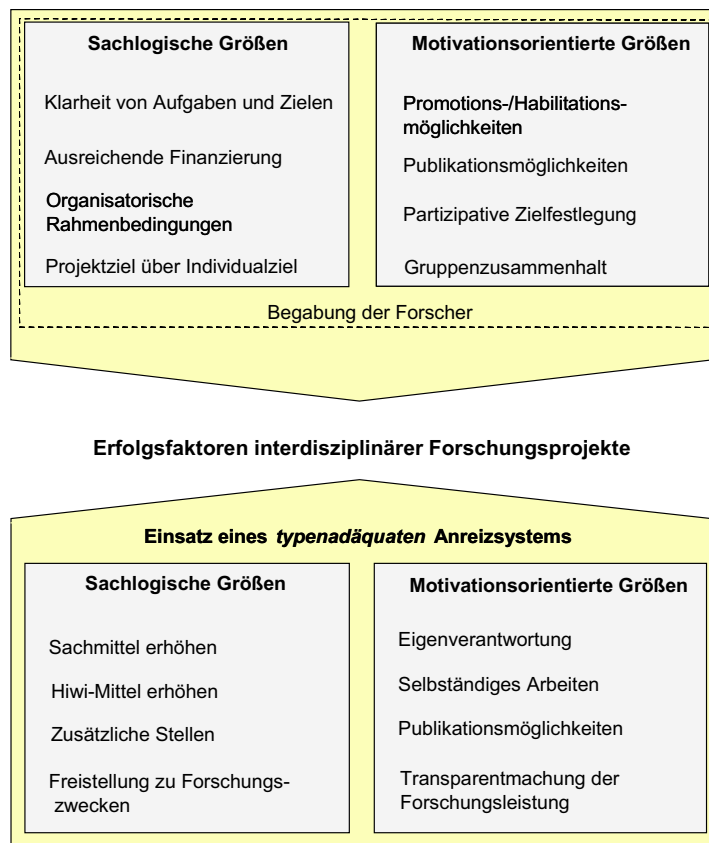 Sachlogische Größen
Klarheit von Aufgaben und Zielen
Ausreichende Finanzierung
Organisatorische
Rahmenbedingungen
Projektziel über Individualziel
Motivationsorientierte Größen
Promotions-/Habilitations-
möglichkeiten
Publikationsmöglichkeiten
Partizipative Zielfestlegung
Gruppenzusammenhalt
Begabung der Forscher
Erfolgsfaktoren interdisziplinärer Forschungsprojekte
Einsatz eines typenadäquaten Anreizsystems
Sachlogische Größen
Sachmittel erhöhen
Hiwi-Mittel erhöhen
Zusätzliche Stellen
Freistellung zu Forschungs-
zwecken
Motivationsorientierte Größen
Eigenverantwortung
Selbständiges Arbeiten
Publikationsmöglichkeiten
Transparentmachung der
Forschungsleistung